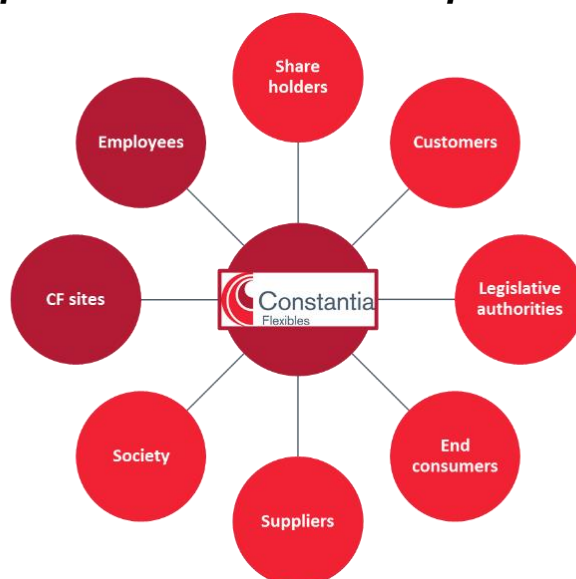 Share
holders
Employees
Customers
CF sites
Constantia
Flexibles
Legislative
authorities
Society
End
consumers
Suppliers